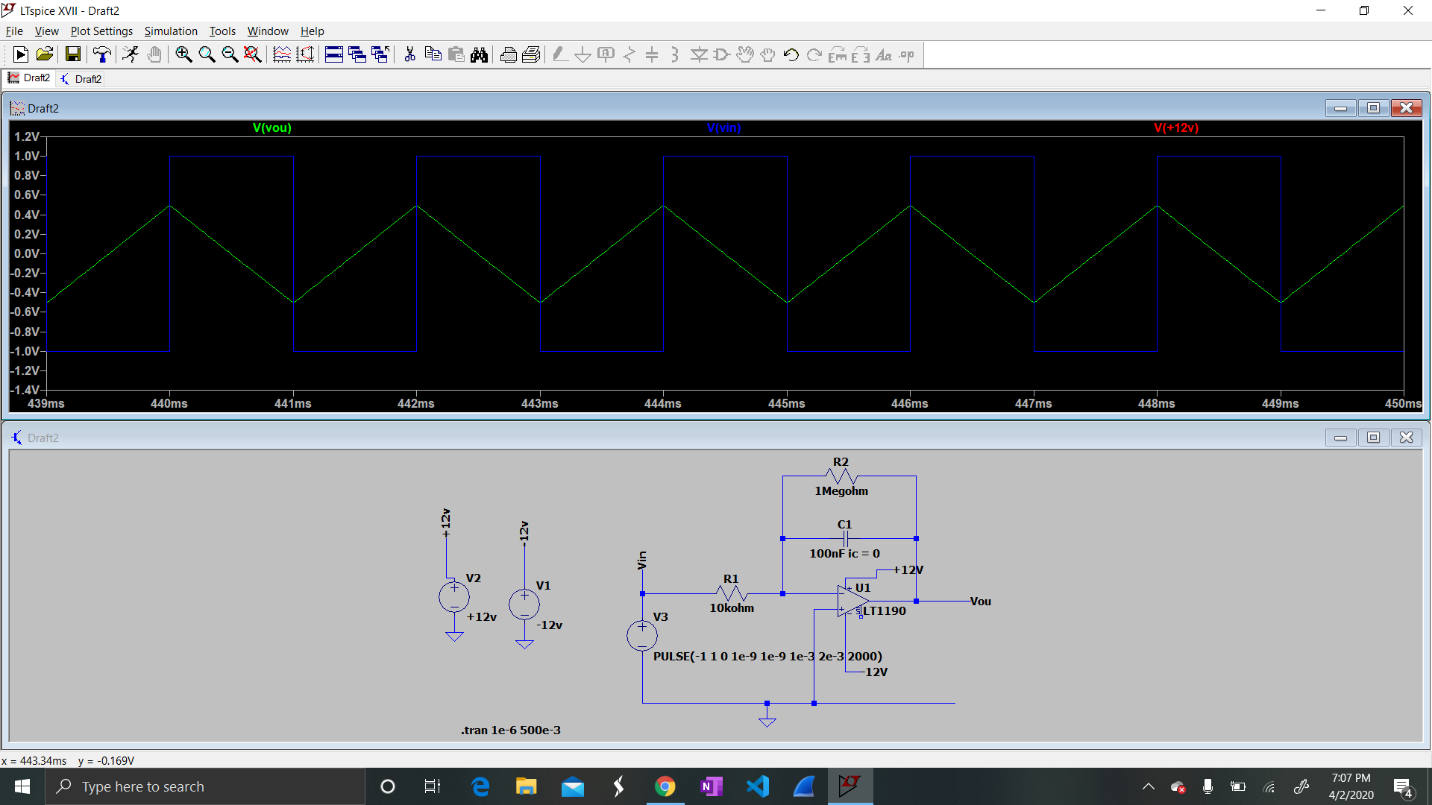 LTspice XVII - Draft2
File View Plot Settings Simulation Tools Window Help
Draft2 Draft2
Draft2
V(vou) V(vin) V(+12v)
1.2V
1.0V
0.8V
0.6V
0.4V
0.2V
0.0V
-0.2V
-0.4V
-0.6V
-0.8V
-1.0V
-1.2V
-1.4V
439ms 440ms 441ms 442ms 443ms 444ms 445ms 446ms 447ms 448ms 449ms 450ms
Draft2
R2
1Megohm
C1
100nF ic = 0
+12v
-12v
Vin
+12V
V2
+12v
V1
-12v
R1
10kohm
U1
LT1190
Vou
V3
PULSE(-1 1 0 1e-9 1e-9 1e-3 2e-3 2000)
-12V
.tran 1e-6 500e-3
x = 443.34ms y = -0.169V
Type here to search
7:07 PM
4/2/2020
4